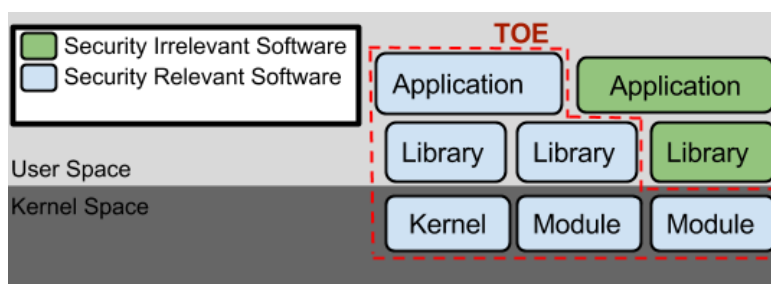 TOE
Security Irrelevant Software
Security Relevant Software
Application
Application
Library
Library
Library
User Space
Kernel Space
Kernel
Module
Module